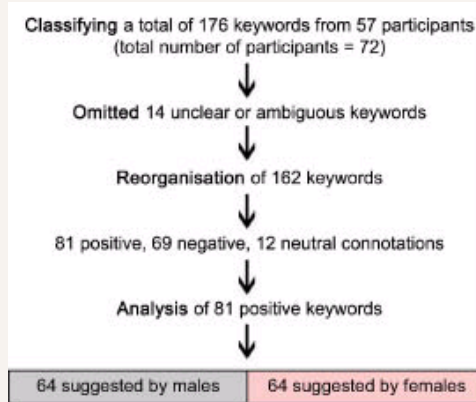 Classifying a total of 176 keywords from 57 participants
(total number of participants = 72)
Omitted 14 unclear or ambiguous keywords
Reorganisation of 162 keywords
81 positive, 69 negative, 12 neutral connotations
Analysis of 81 positive keywords
64 suggested by males 64 suggested by females